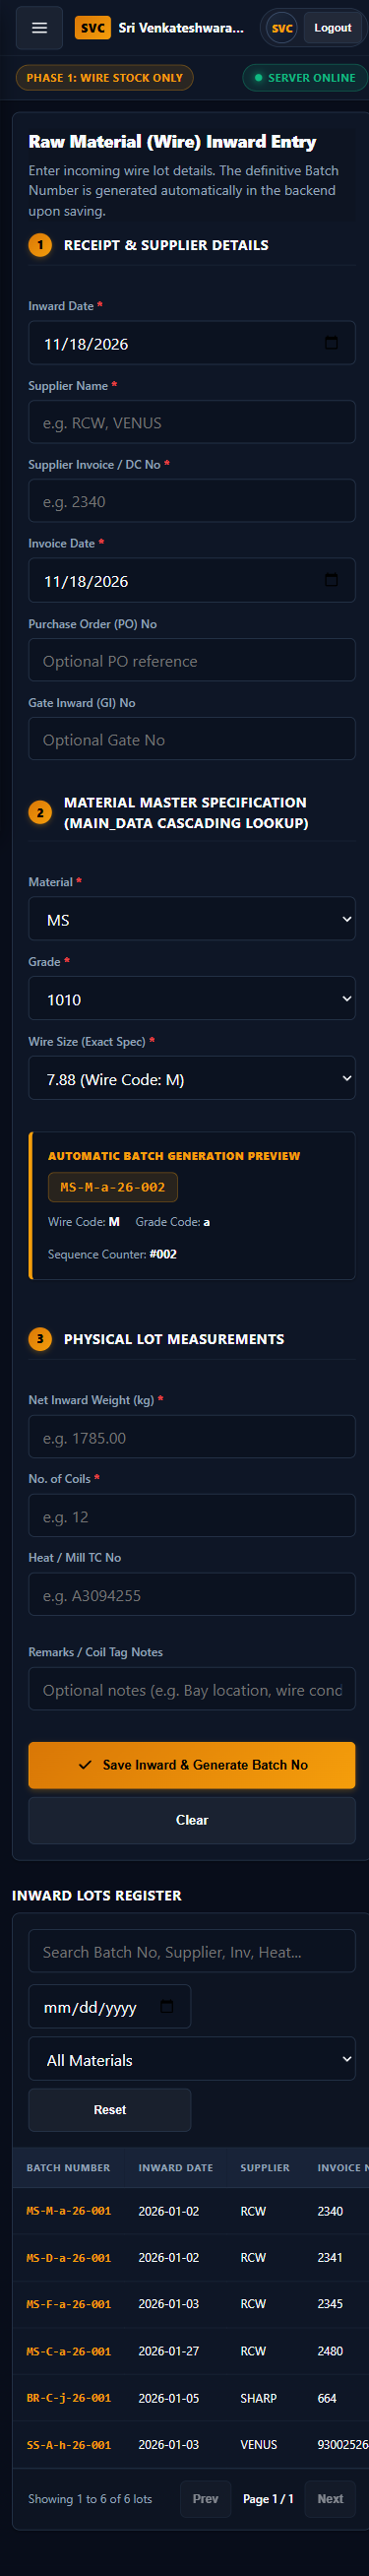 SVC Sri Venkateshwara... SVC Logout
PHASE 1: WIRE STOCK ONLY SERVER ONLINE
Raw Material (Wire) Inward Entry
Enter incoming wire lot details. The definitive Batch
Number is generated automatically in the backend
upon saving.
1 RECEIPT & SUPPLIER DETAILS
Inward Date *
11/18/2026
Supplier Name *
e.g. RCW, VENUS
Supplier Invoice / DC No *
e.g. 2340
Invoice Date *
11/18/2026
Purchase Order (PO) No
Optional PO reference
Gate Inward (GI) No
Optional Gate No
2 MATERIAL MASTER SPECIFICATION
(MAIN_DATA CASCADING LOOKUP)
Material *
MS
Grade *
1010
Wire Size (Exact Spec) *
7.88 (Wire Code: M)
AUTOMATIC BATCH GENERATION PREVIEW
MS-M-a-26-002
Wire Code: M Grade Code: a
Sequence Counter: #002
3 PHYSICAL LOT MEASUREMENTS
Net Inward Weight (kg) *
e.g. 1785.00
No. of Coils *
e.g. 12
Heat / Mill TC No
e.g. A3094255
Remarks / Coil Tag Notes
Optional notes (e.g. Bay location, wire cond
Save Inward & Generate Batch No
Clear
INWARD LOTS REGISTER
Search Batch No, Supplier, Inv, Heat...
mm/dd/yyyy
All Materials
Reset
BATCH NUMBER INWARD DATE SUPPLIER INVOICE N
MS-M-a-26-001 2026-01-02 RCW 2340
MS-D-a-26-001 2026-01-02 RCW 2341
MS-F-a-26-001 2026-01-03 RCW 2345
MS-C-a-26-001 2026-01-27 RCW 2480
BR-C-j-26-001 2026-01-05 SHARP 664
SS-A-h-26-001 2026-01-03 VENUS 93002526
Showing 1 to 6 of 6 lots Prev Page 1 / 1 Next